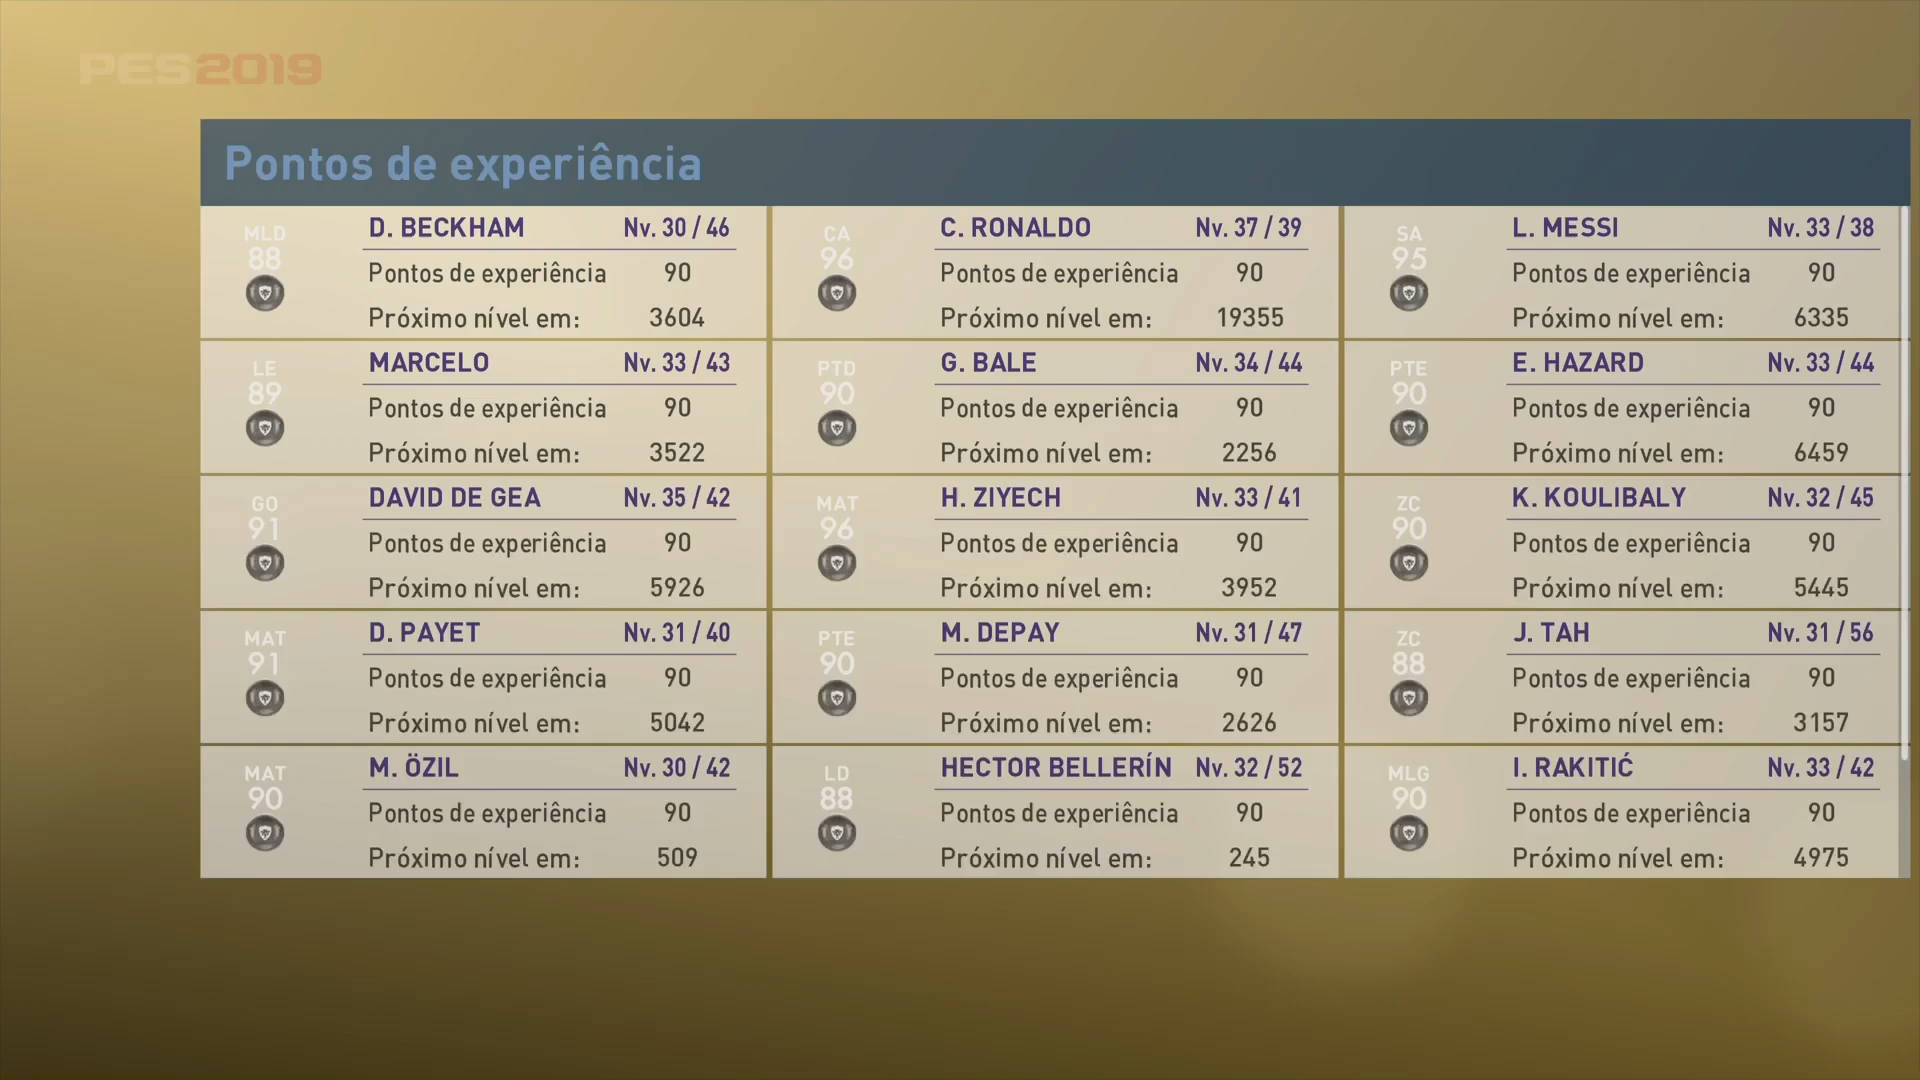 PES2019
Pontos de experiência
MLD 88 D. BECKHAM Nv. 30 / 46
Pontos de experiência 90
Próximo nível em: 3604
CA 96 C. RONALDO Nv. 37 / 39
Pontos de experiência 90
Próximo nível em: 19355
SA 95 L. MESSI Nv. 33 / 38
Pontos de experiência 90
Próximo nível em: 6335
LE 89 MARCELO Nv. 33 / 43
Pontos de experiência 90
Próximo nível em: 3522
PTD 90 G. BALE Nv. 34 / 44
Pontos de experiência 90
Próximo nível em: 2256
PTE 90 E. HAZARD Nv. 33 / 44
Pontos de experiência 90
Próximo nível em: 6459
GO 91 DAVID DE GEA Nv. 35 / 42
Pontos de experiência 90
Próximo nível em: 5926
MAT 96 H. ZIYECH Nv. 33 / 41
Pontos de experiência 90
Próximo nível em: 3952
ZC 90 K. KOULIBALY Nv. 32 / 45
Pontos de experiência 90
Próximo nível em: 5445
MAT 91 D. PAYET Nv. 31 / 40
Pontos de experiência 90
Próximo nível em: 5042
PTE 90 M. DEPAY Nv. 31 / 47
Pontos de experiência 90
Próximo nível em: 2626
ZC 88 J. TAH Nv. 31 / 56
Pontos de experiência 90
Próximo nível em: 3157
MAT 90 M. ÖZIL Nv. 30 / 42
Pontos de experiência 90
Próximo nível em: 509
LD 88 HECTOR BELLERÍN Nv. 32 / 52
Pontos de experiência 90
Próximo nível em: 245
MLG 90 I. RAKITIĆ Nv. 33 / 42
Pontos de experiência 90
Próximo nível em: 4975